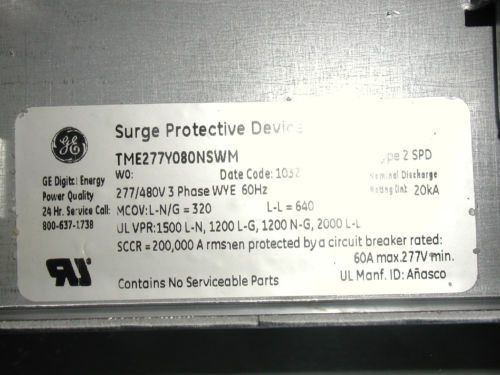 GE
Surge Protective Device
TME277Y080NSWM
Type 2 SPD
WO:
Date Code: 1032
Nominal Discharge
GE Digital Energy
277/480V 3 Phase WYE 60Hz
Rating (In): 20kA
Power Quality
MCOV: L-N/G = 320 L-L = 640
24 Hr. Service Call:
800-637-1738
UL VPR: 1500 L-N, 1200 L-G, 1200 N-G, 2000 L-L
SCCR = 200,000 A rms
en protected by a circuit breaker rated:
60A max. 277V min.
Contains No Serviceable Parts
UL Manf. ID: Añasco